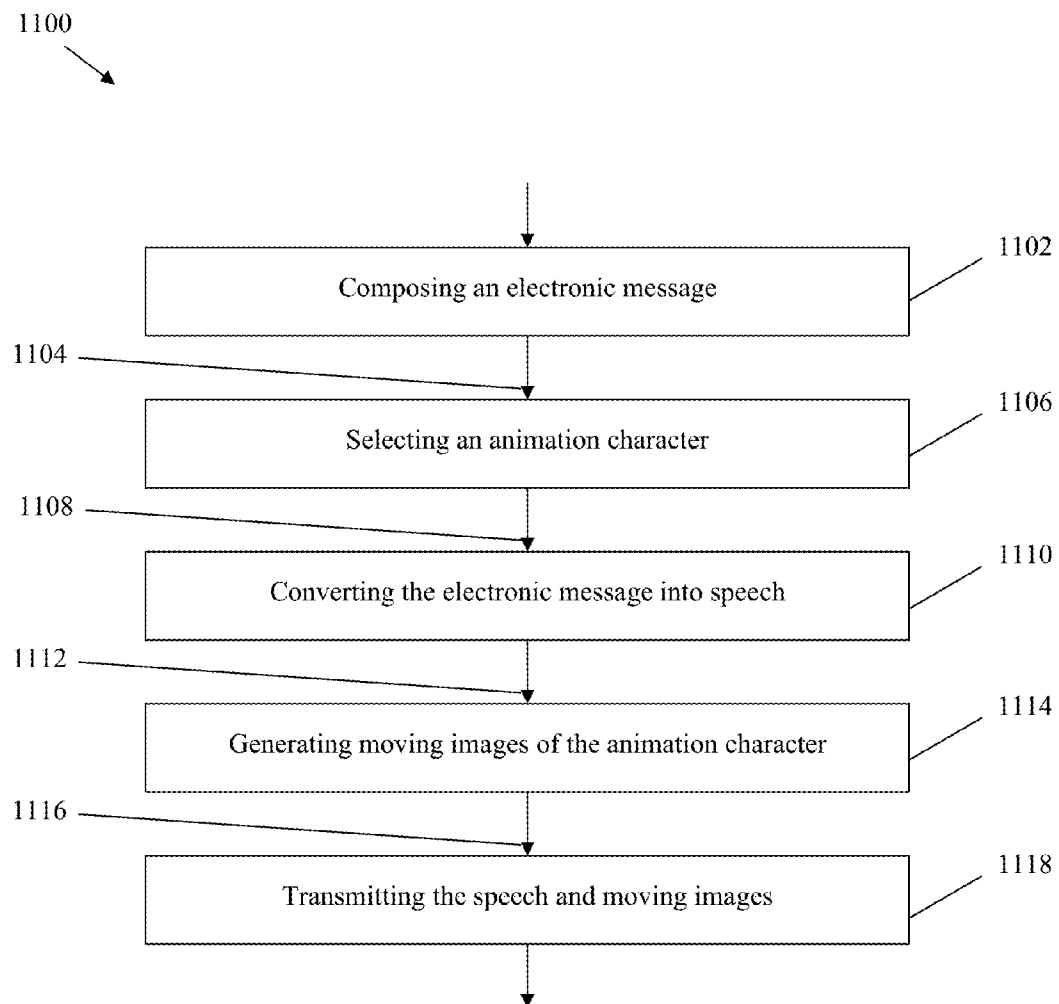 1100
1102
Composing an electronic message
1104
1106
Selecting an animation character
1108
1110
Converting the electronic message into speech
1112
1114
Generating moving images of the animation character
1116
1118
Transmitting the speech and moving images